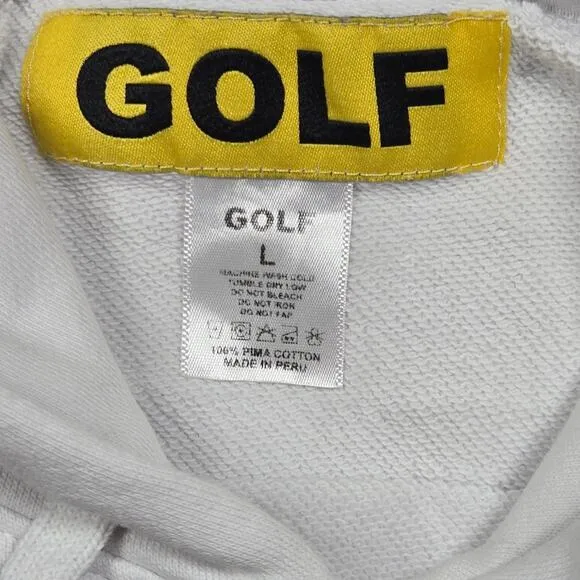 GOLF
GOLF
L
MACHINE WASH COLD
TUMBLE DRY LOW
DO NOT BLEACH
DO NOT IRON
DO NOT FAP
100% PIMA COTTON
MADE IN PERU